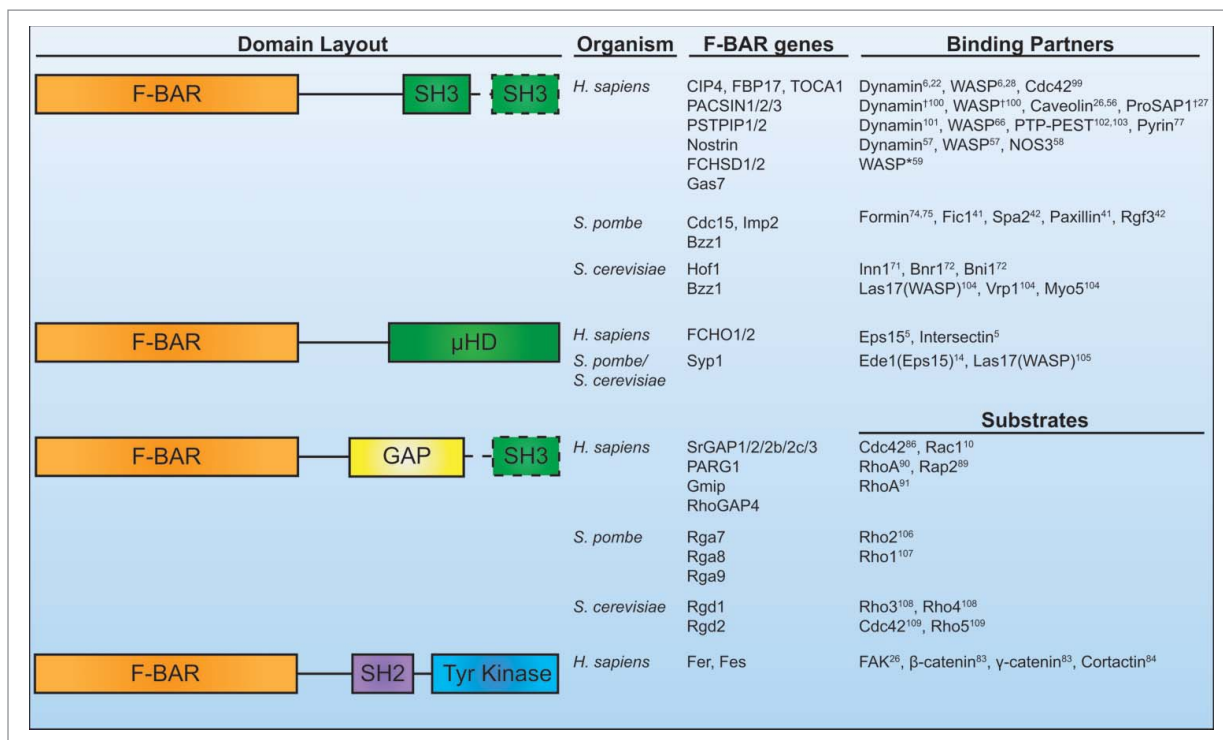 Domain Layout Organism F-BAR genes Binding Partners
F-BAR SH3 SH3 H. sapiens CIP4, FBP17, TOCA1 Dynamin6,22, WASP6,28, Cdc4299
PACSIN1/2/3 Dynamin†100, WASP†100, Caveolin26,56, ProSAP1†27
PSTPIP1/2 Dynamin101, WASP66, PTP-PEST102,103, Pyrin77
Nostrin Dynamin57, WASP57, NOS358
FCHSD1/2 WASP*59
Gas7
S. pombe Cdc15, Imp2 Formin74,75, Fic141, Spa242, Paxillin41, Rgf342
Bzz1
S. cerevisiae Hof1 Inn171, Bnr172, Bni172
Bzz1 Las17(WASP)104, Vrp1104, Myo5104
F-BAR μHD H. sapiens FCHO1/2 Eps155, Intersectin5
S. pombe/ Syp1 Ede1(Eps15)14, Las17(WASP)105
S. cerevisiae
Substrates
F-BAR GAP SH3 H. sapiens SrGAP1/2/2b/2c/3 Cdc4286, Rac110
PARG1 RhoA90, Rap289
Gmip RhoA91
RhoGAP4
S. pombe Rga7 Rho2106
Rga8 Rho1107
Rga9
S. cerevisiae Rgd1 Rho3108, Rho4108
Rgd2 Cdc42109, Rho5109
F-BAR SH2 Tyr Kinase H. sapiens Fer, Fes FAK26, β-catenin83, γ-catenin83, Cortactin84